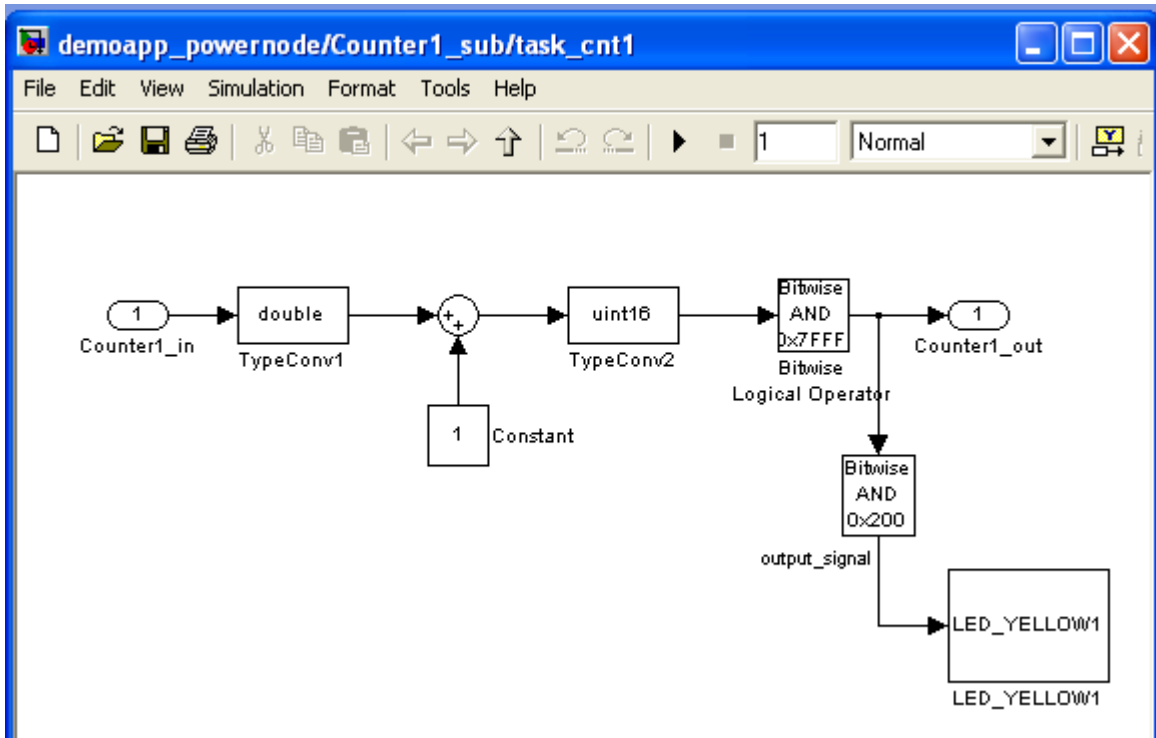 demoapp_powernode/Counter1_sub/task_cnt1
File Edit View Simulation Format Tools Help
1 Normal
1
Counter1_in
double
TypeConv1
+
+
1
Constant
uint16
TypeConv2
Bitwise
AND
0x7FFF
Bitwise
Logical Operator
1
Counter1_out
Bitwise
AND
0x200
output_signal
LED_YELLOW1
LED_YELLOW1